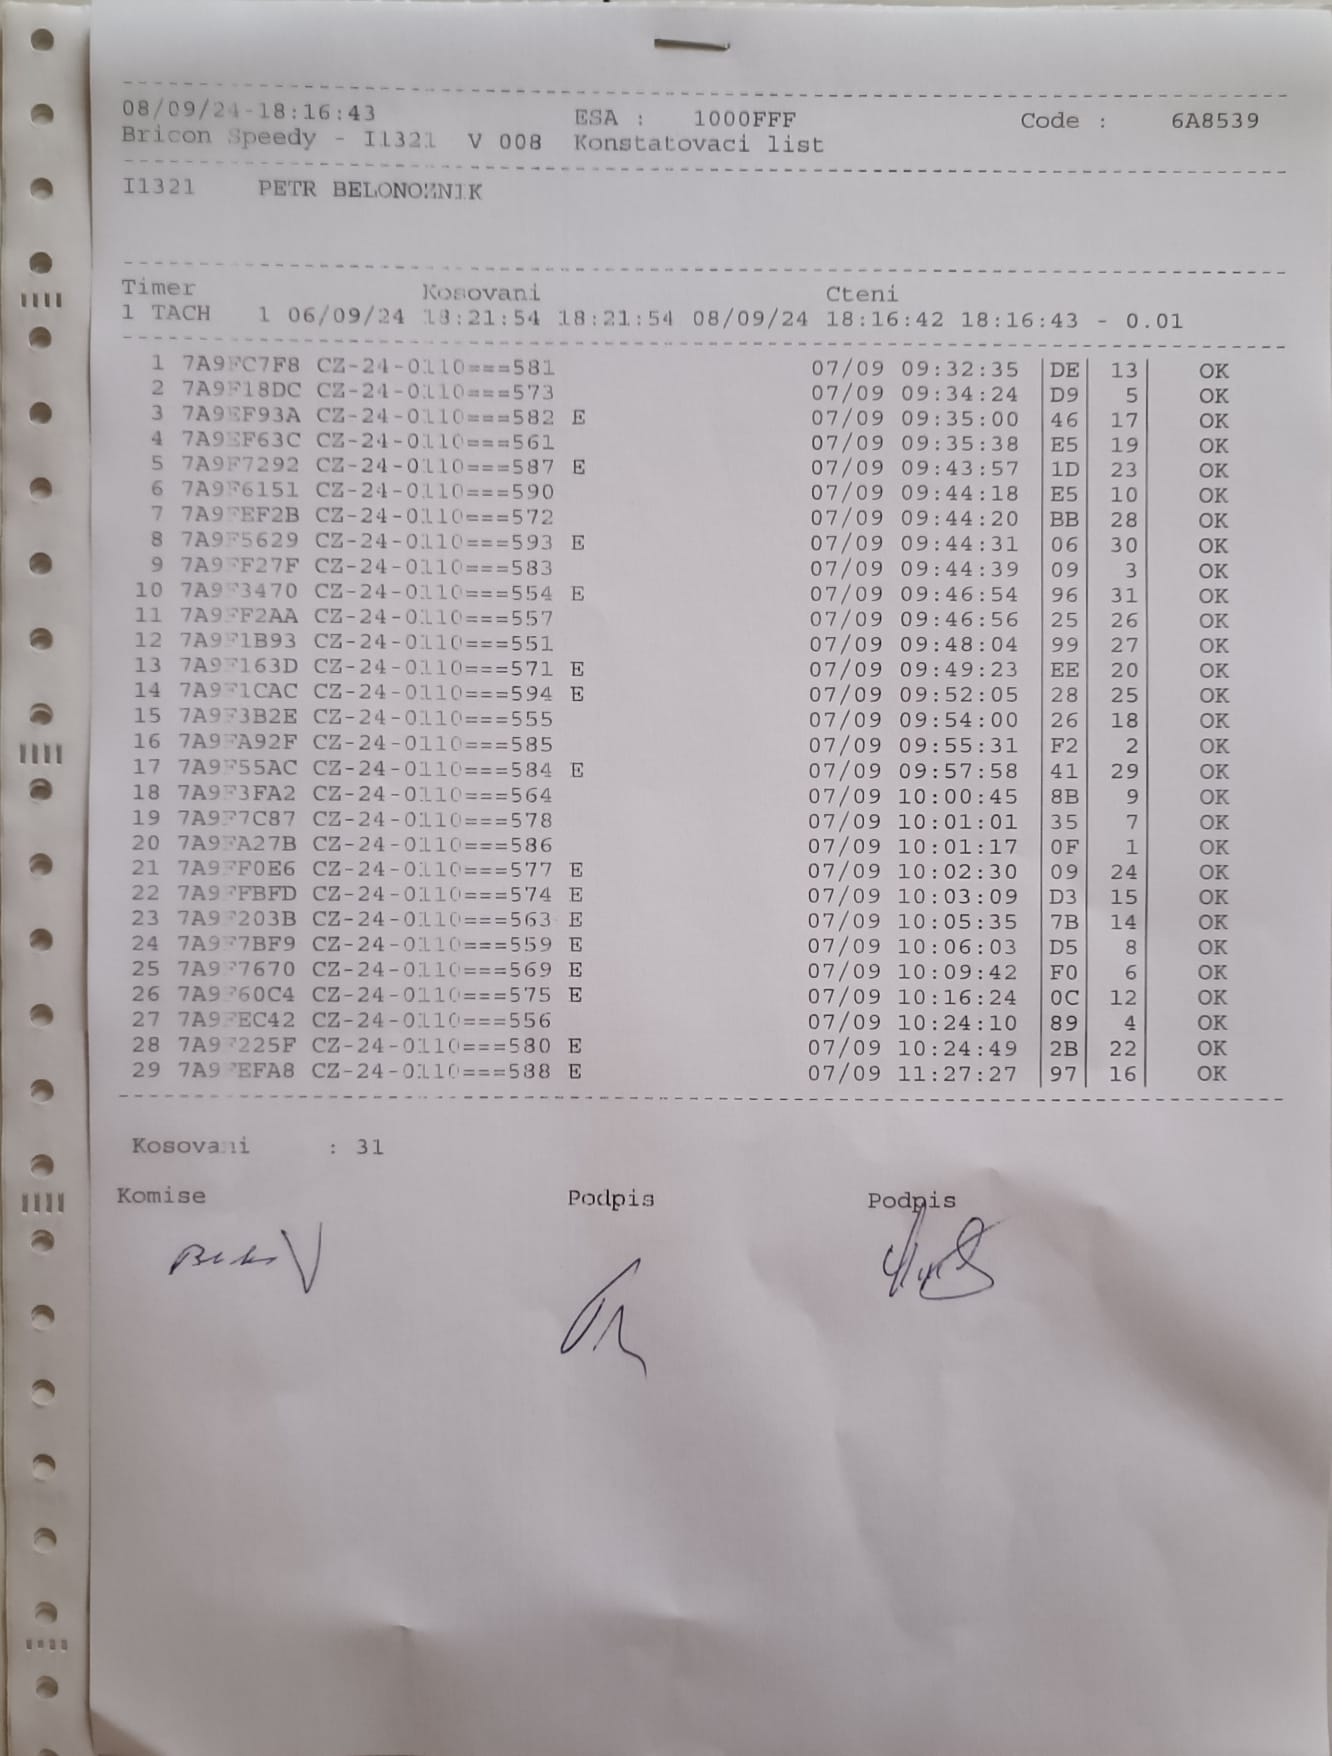 08/09/24-18:16:43 ESA : 1000FFF Code : 6A8539
Bricon Speedy - I1321 V 008 Konstatovaci list
I1321 PETR
Timer Kosovani Cteni
1 TACH 1 06/09/24 18:21:54 18:21:54 08/09/24 18:16:42 18:16:43 - 0.01
1 7A9FC7F8 CZ-24-0110===581 07/09 09:32:35 DE 13 OK
2 7A9F18DC CZ-24-0110===573 07/09 09:34:24 D9 5 OK
3 7A9EF93A CZ-24-0110===582 E 07/09 09:35:00 46 17 OK
4 7A9EF63C CZ-24-0110===561 07/09 09:35:38 E5 19 OK
5 7A9F7292 CZ-24-0110===587 E 07/09 09:43:57 1D 23 OK
6 7A9F6151 CZ-24-0110===590 07/09 09:44:18 E5 10 OK
7 7A9FEF2B CZ-24-0110===572 07/09 09:44:20 BB 28 OK
8 7A9F5629 CZ-24-0110===593 E 07/09 09:44:31 06 30 OK
9 7A9FF27F CZ-24-0110===583 07/09 09:44:39 09 3 OK
10 7A9F3470 CZ-24-0110===554 E 07/09 09:46:54 96 31 OK
11 7A9FF2AA CZ-24-0110===557 07/09 09:46:56 25 26 OK
12 7A9F1B93 CZ-24-0110===551 07/09 09:48:04 99 27 OK
13 7A9F163D CZ-24-0110===571 E 07/09 09:49:23 EE 20 OK
14 7A9F1CAC CZ-24-0110===594 E 07/09 09:52:05 28 25 OK
15 7A9F3B2E CZ-24-0110===555 07/09 09:54:00 26 18 OK
16 7A9FA92F CZ-24-0110===585 07/09 09:55:31 F2 2 OK
17 7A9F55AC CZ-24-0110===584 E 07/09 09:57:58 41 29 OK
18 7A9F3FA2 CZ-24-0110===564 07/09 10:00:45 8B 9 OK
19 7A9F7C87 CZ-24-0110===578 07/09 10:01:01 35 7 OK
20 7A9FA27B CZ-24-0110===586 07/09 10:01:17 0F 1 OK
21 7A9FF0E6 CZ-24-0110===577 E 07/09 10:02:30 09 24 OK
22 7A9FFBFD CZ-24-0110===574 E 07/09 10:03:09 D3 15 OK
23 7A9F203B CZ-24-0110===563 E 07/09 10:05:35 7B 14 OK
24 7A9F7BF9 CZ-24-0110===559 E 07/09 10:06:03 D5 8 OK
25 7A9F7670 CZ-24-0110===569 E 07/09 10:09:42 F0 6 OK
26 7A9F60C4 CZ-24-0110===575 E 07/09 10:16:24 0C 12 OK
27 7A9FEC42 CZ-24-0110===556 07/09 10:24:10 89 4 OK
28 7A9F225F CZ-24-0110===580 E 07/09 10:24:49 2B 22 OK
29 7A9FEFA8 CZ-24-0110===588 E 07/09 11:27:27 97 16 OK
Kosovani : 31
Komise Podpis Podpis